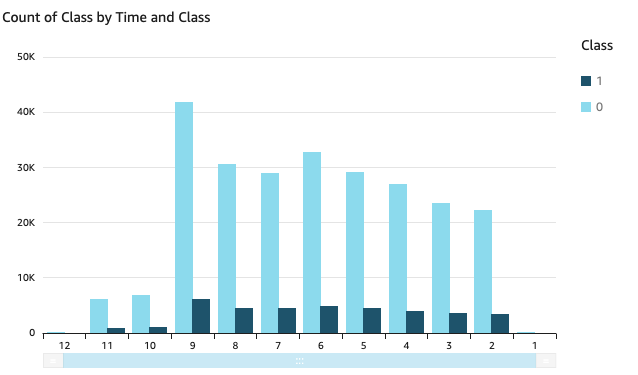 Count of Class by Time and Class
Class
1
0
50K
40K
30K
20K
10K
0
12 11 10 9 8 7 6 5 4 3 2 1